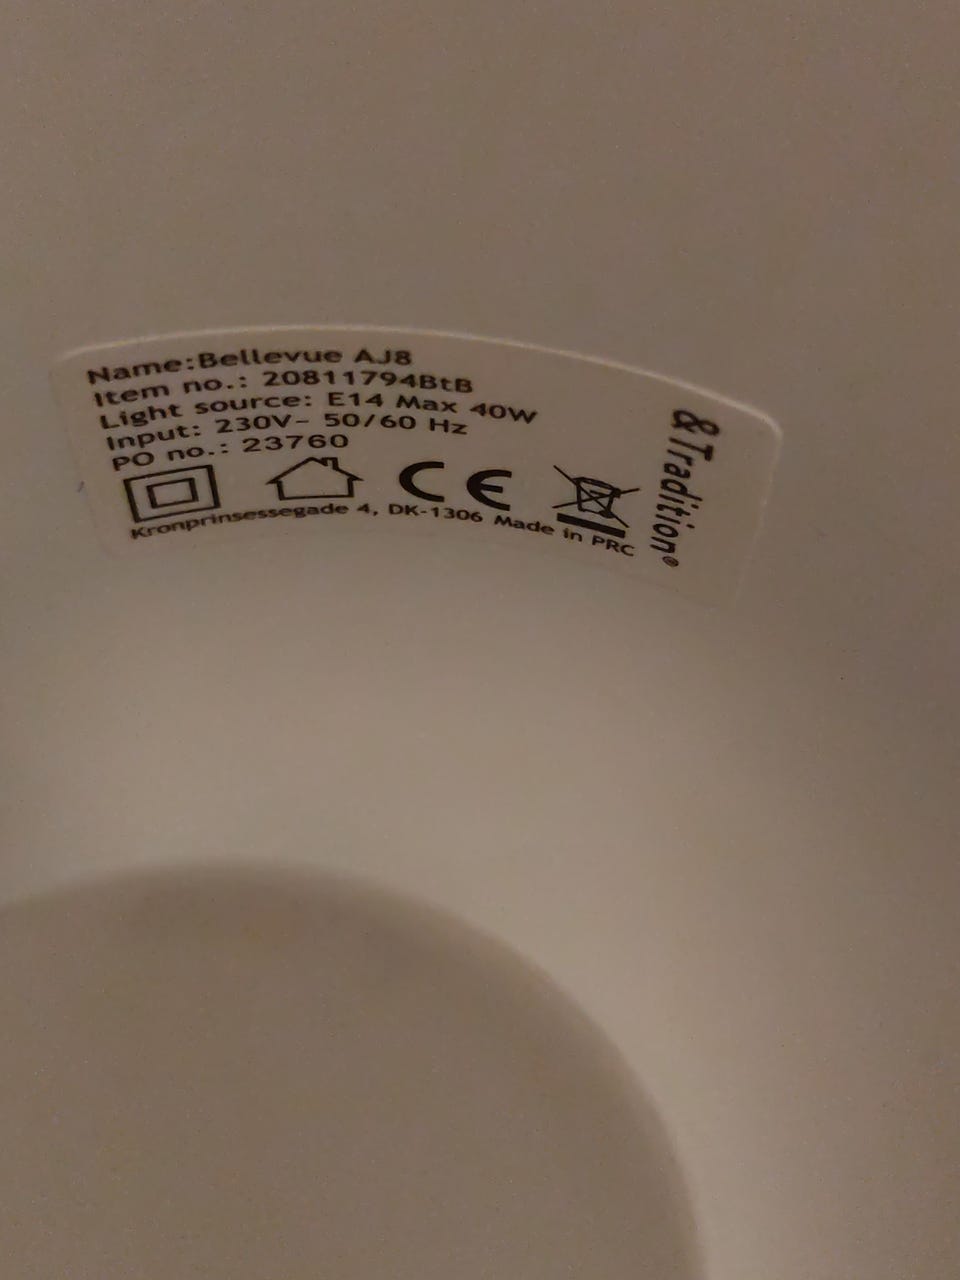 Name:Bellevue AJ8
Item no.: 20811794BtB
Light source: E14 Max 40W
Input: 230V~ 50/60 Hz
PO no.: 23760
CE
Kronprinsessegade 4, DK-1306 Made in PRC
&Tradition®